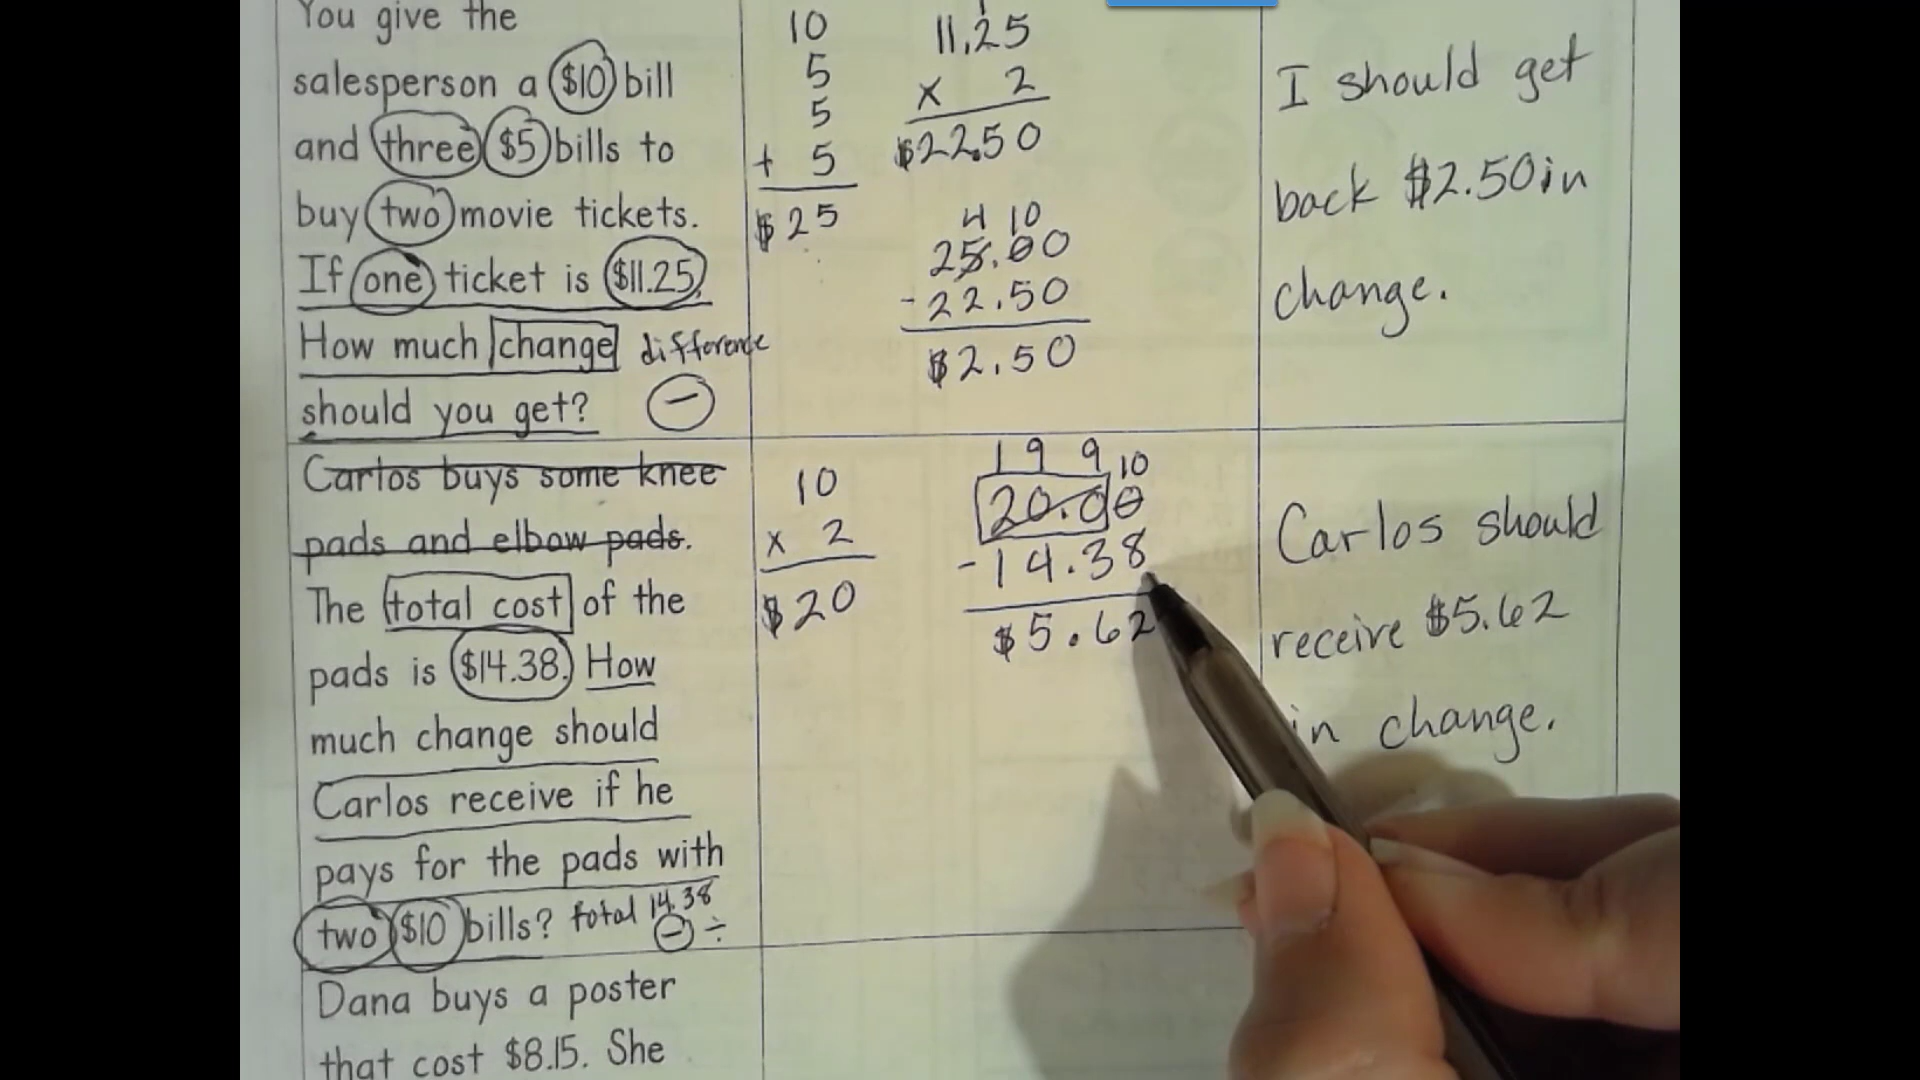 You give the
salesperson a $10 bill
and three $5 bills to
buy two movie tickets.
If one ticket is $11.25,
How much change difference
should you get? −
10
5
5
+ 5
$25
1
11.25
x 2
$22.50
4 10
25.00
- 22.50
$2.50
I should get
back $2.50 in
change.
Carlos buys some knee
pads and elbow pads.
The total cost of the
pads is $14.38. How
much change should
Carlos receive if he
pays for the pads with
two $10 bills? total 14.38
− ÷
10
x 2
$20
1 9 9 10
20.00
- 14.38
$5.62
Carlos should
receive $5.62
in change.
Dana buys a poster
that cost $8.15. She